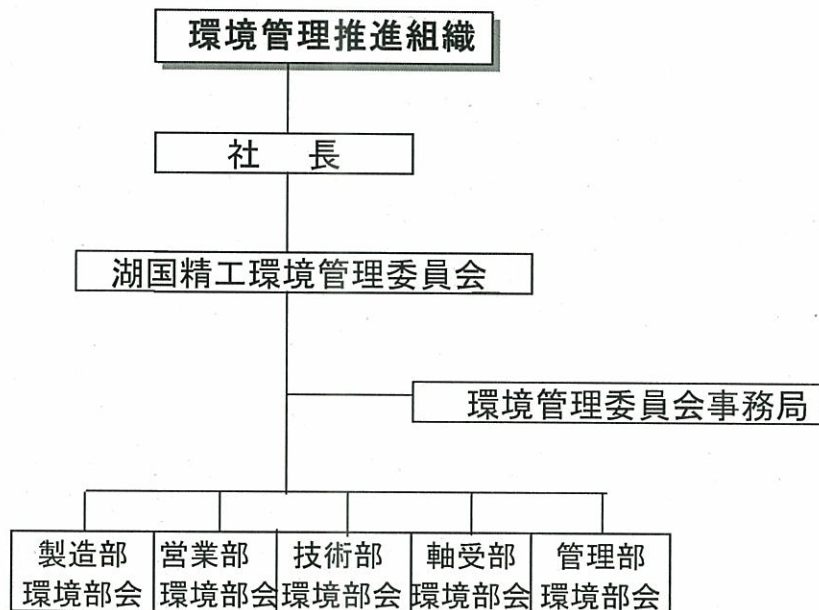 環境管理推進組織
社 長
湖国精工環境管理委員会
環境管理委員会事務局
製造部
環境部会
営業部
環境部会
技術部
環境部会
軸受部
環境部会
管理部
環境部会